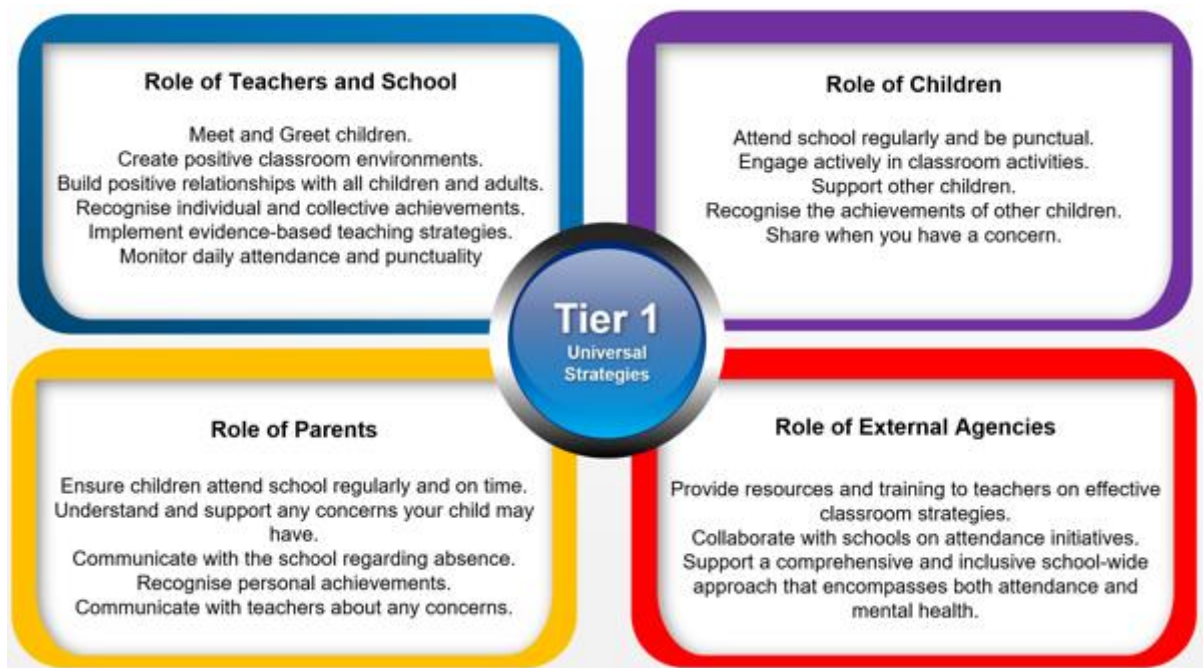 Role of Teachers and School
Meet and Greet children.
Create positive classroom environments.
Build positive relationships with all children and adults.
Recognise individual and collective achievements.
Implement evidence-based teaching strategies.
Monitor daily attendance and punctuality
Role of Children
Attend school regularly and be punctual.
Engage actively in classroom activities.
Support other children.
Recognise the achievements of other children.
Share when you have a concern.
Tier 1
Universal
Strategies
Role of Parents
Ensure children attend school regularly and on time.
Understand and support any concerns your child may
have.
Communicate with the school regarding absence.
Recognise personal achievements.
Communicate with teachers about any concerns.
Role of External Agencies
Provide resources and training to teachers on effective
classroom strategies.
Collaborate with schools on attendance initiatives.
Support a comprehensive and inclusive school-wide
approach that encompasses both attendance and
mental health.